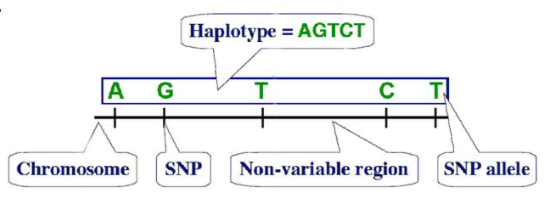 Haplotype = AGTCT
A G T C T
Chromosome
SNP
Non-variable region
SNP allele